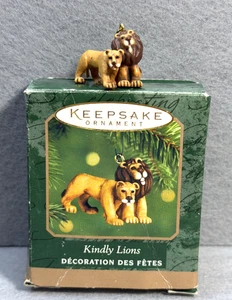 KEEPSAKE
ORNAMENT
Kindly Lions
DÉCORATION DES FÊTES